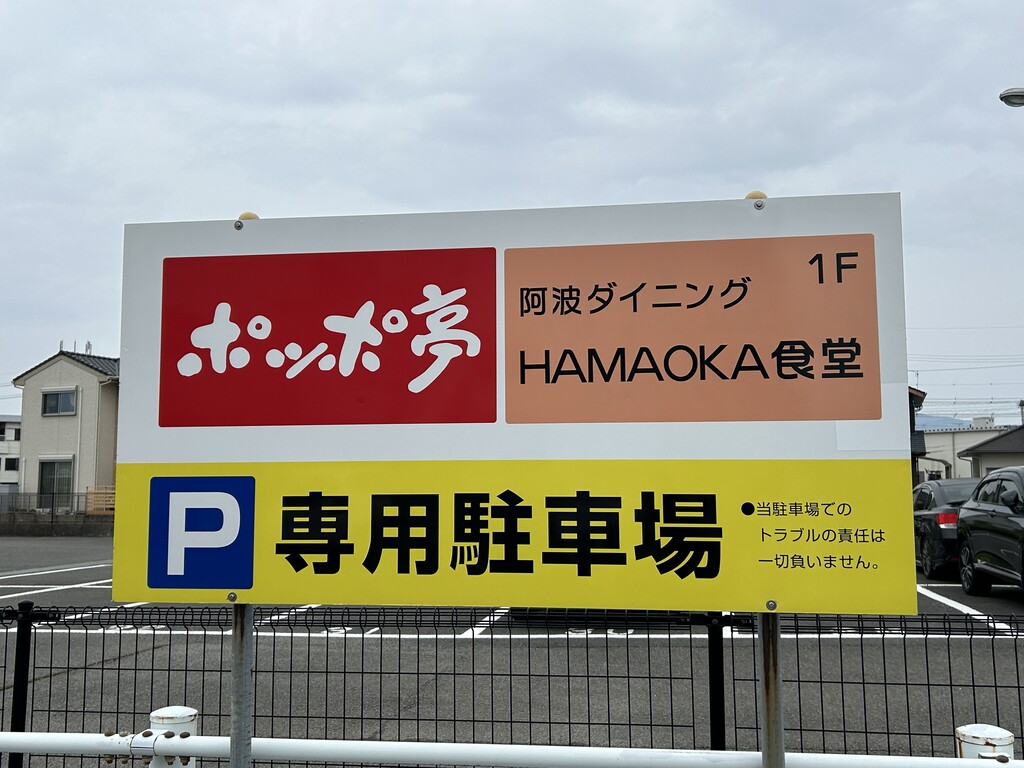 ポッポ亭
1F
阿波ダイニング
HAMAOKA食堂
P 専用駐車場
●当駐車場での
トラブルの責任は
一切負いません。